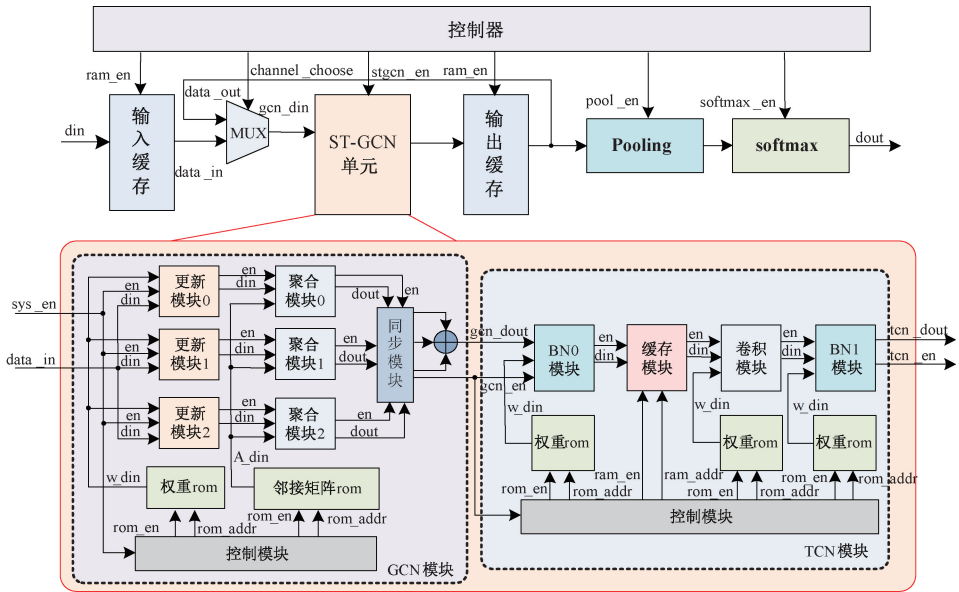 控制器
ram_en
channel_choose
stgcn_en
ram_en
data_out
gcn_din
pool_en
softmax_en
din
输入缓存
MUX
ST-GCN
单元
输出缓存
Pooling
softmax
dout
data_in
sys_en
data_in
en
din
更新
模块0
en
din
聚合
模块0
dout
en
en
din
更新
模块1
en
din
聚合
模块1
en
dout
同步模块
en
din
更新
模块2
en
din
聚合
模块2
en
dout
w_din
权重rom
A_din
邻接矩阵rom
rom_en
rom_addr
rom_en
rom_addr
控制模块
GCN模块
gcn_dout
gcn_en
BN0
模块
en
din
缓存
模块
en
din
卷积
模块
en
din
BN1
模块
tcn_dout
tcn_en
w_din
权重rom
w_din
权重rom
w_din
权重rom
rom_en
rom_addr
ram_en
ram_addr
rom_en
rom_addr
rom_en
rom_addr
控制模块
TCN模块